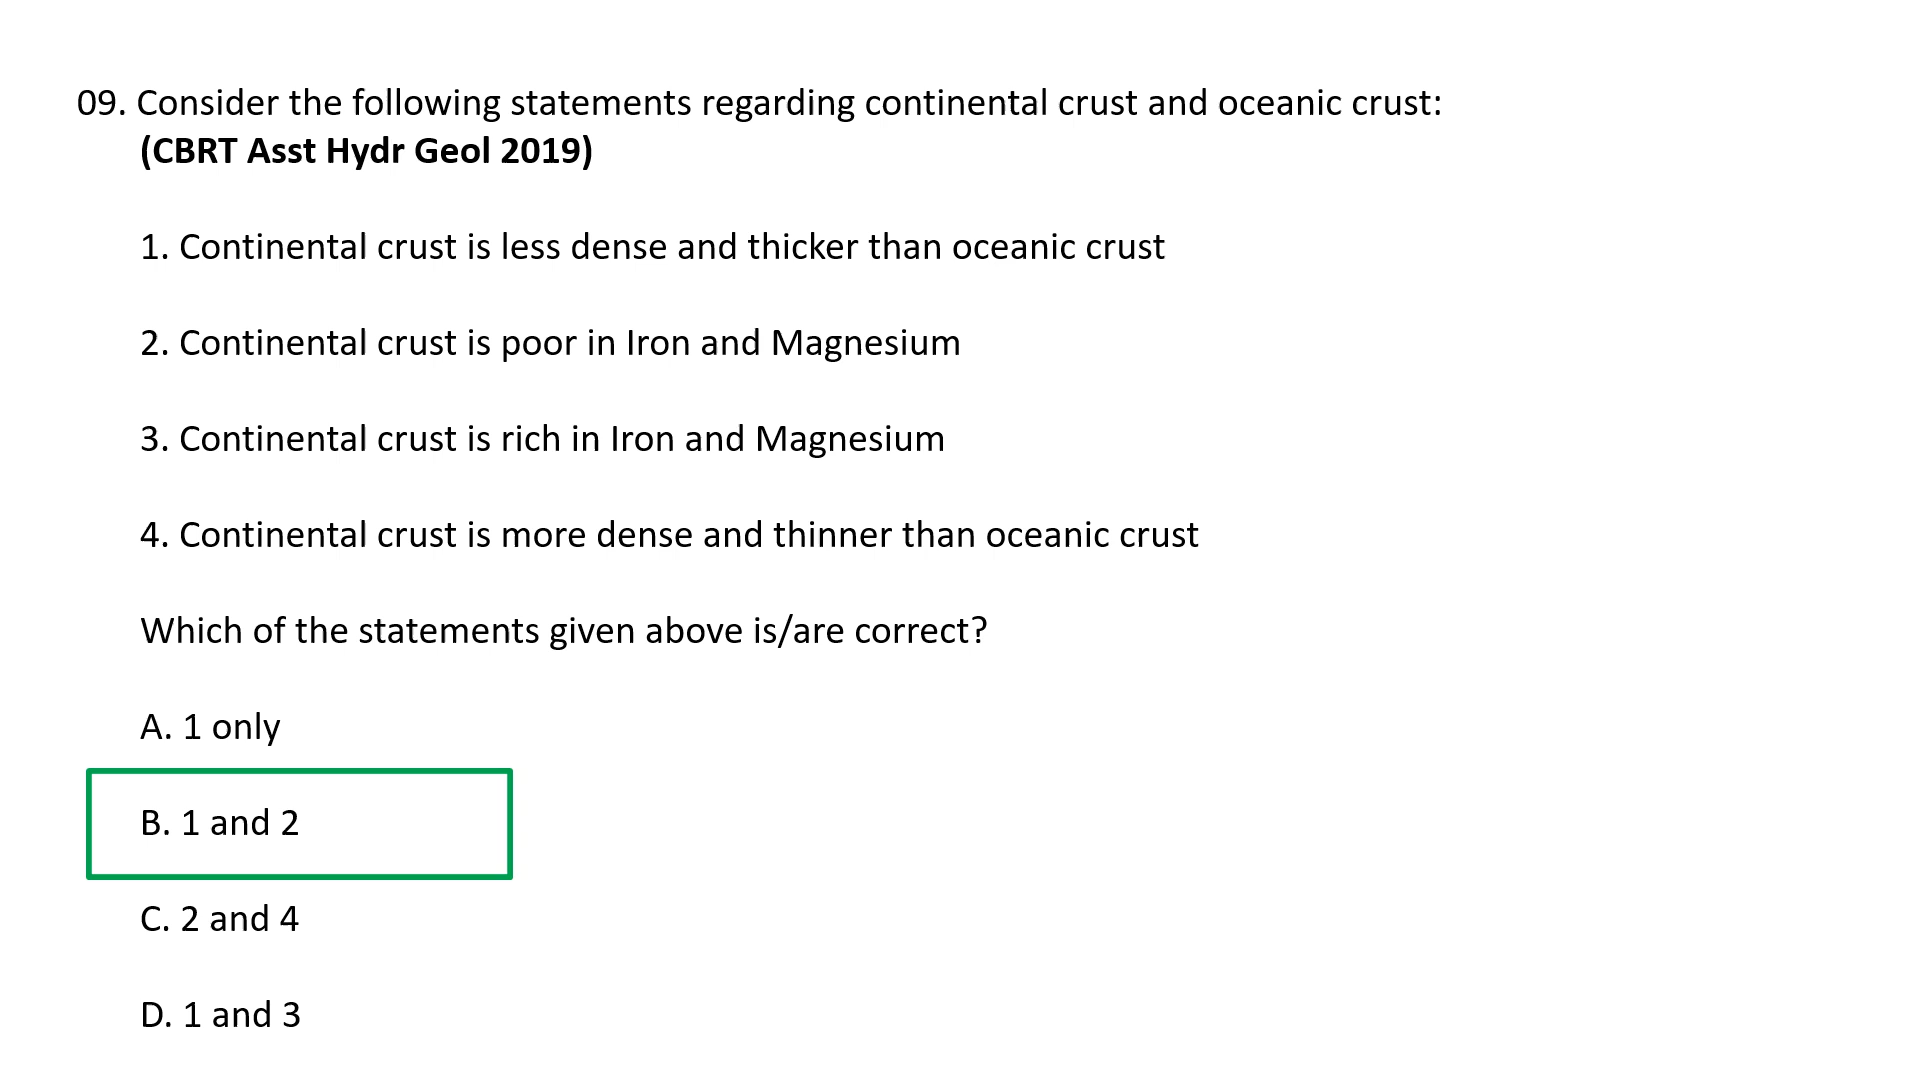 09. Consider the following statements regarding continental crust and oceanic crust:
(CBRT Asst Hydr Geol 2019)
1. Continental crust is less dense and thicker than oceanic crust
2. Continental crust is poor in Iron and Magnesium
3. Continental crust is rich in Iron and Magnesium
4. Continental crust is more dense and thinner than oceanic crust
Which of the statements given above is/are correct?
A. 1 only
B. 1 and 2
C. 2 and 4
D. 1 and 3